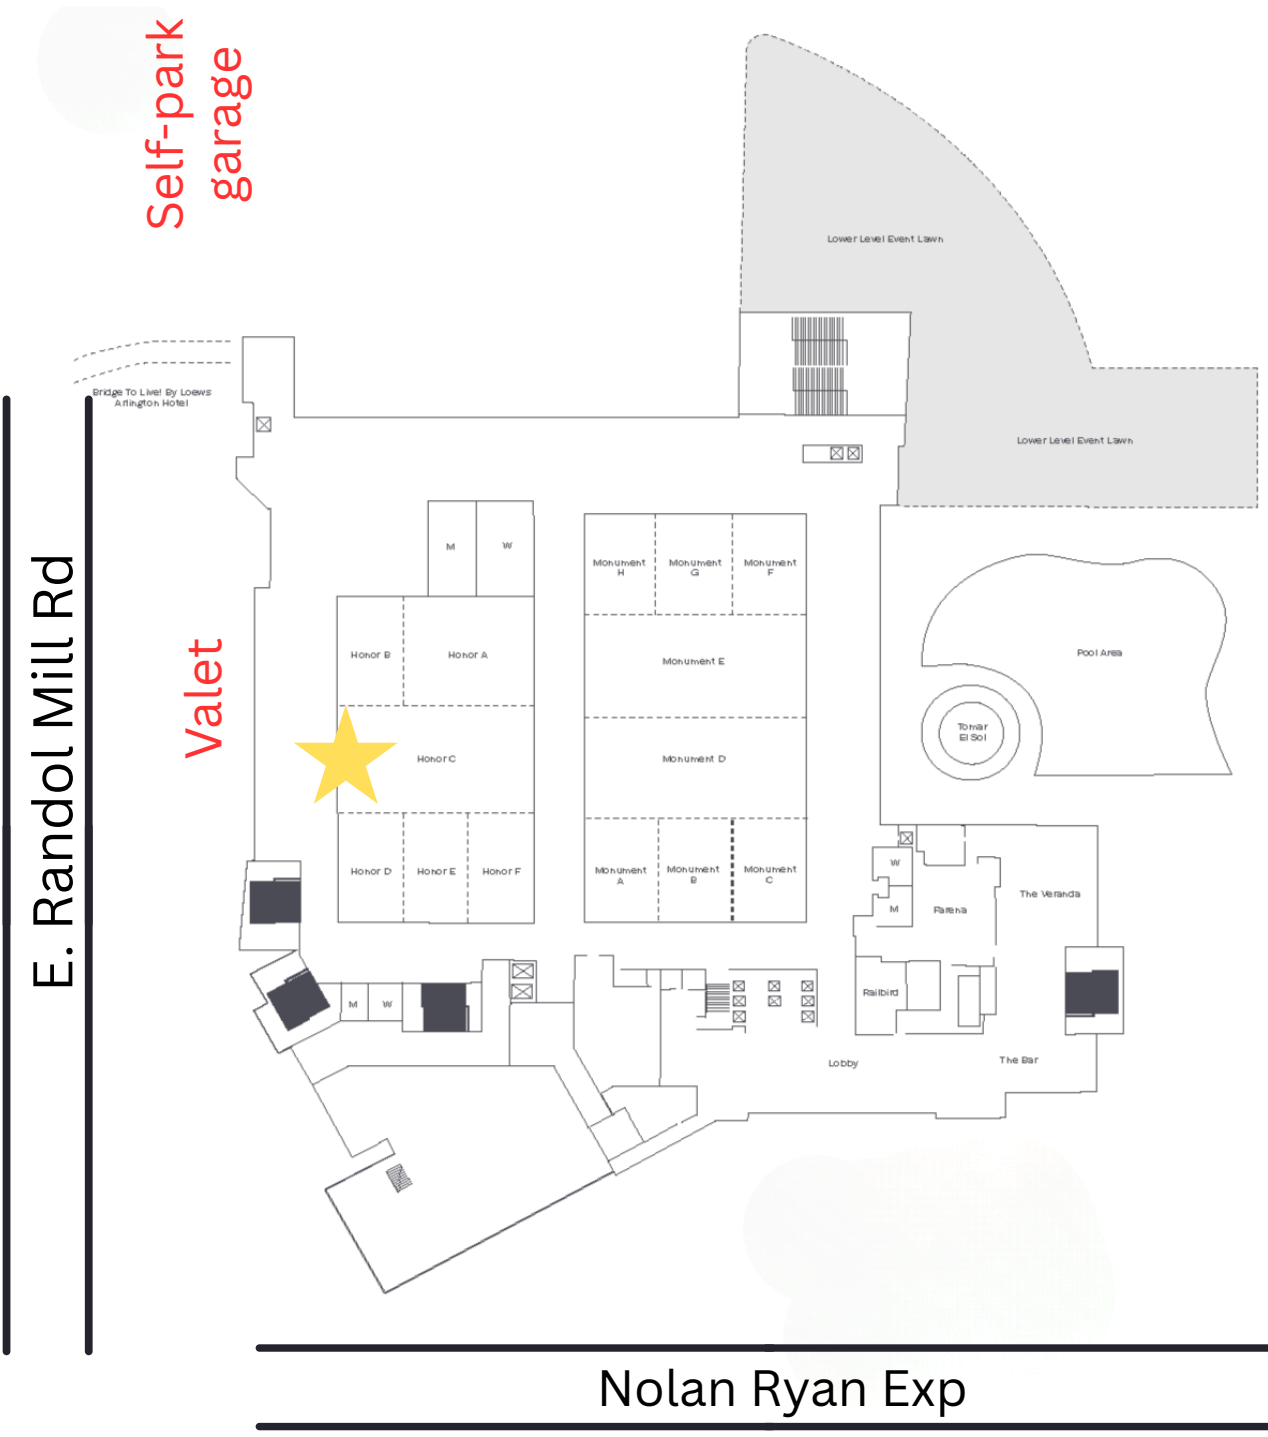 Self-park
garage
Lower Level Event Lawn
Bridge To Live! By Loews
Arlington Hotel
Lower Level Event Lawn
M
W
Monument
H
Monument
G
Monument
F
Honor B
Honor A
Monument E
Pool Area
Valet
E. Randol Mill Rd
Tomar
El Sol
Honor C
Monument D
Honor D
Honor E
Honor F
Monument
A
Monument
B
Monument
C
W
M
Farena
The Veranda
Railbird
M
W
Lobby
The Bar
Nolan Ryan Exp